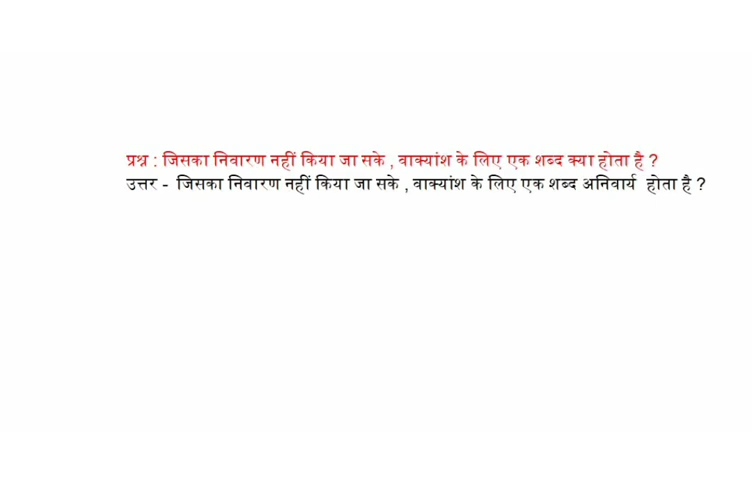 प्रश्न : जिसका निवारण नहीं किया जा सके , वाक्यांश के लिए एक शब्द क्या होता है ?
उत्तर - जिसका निवारण नहीं किया जा सके , वाक्यांश के लिए एक शब्द अनिवार्य होता है ?